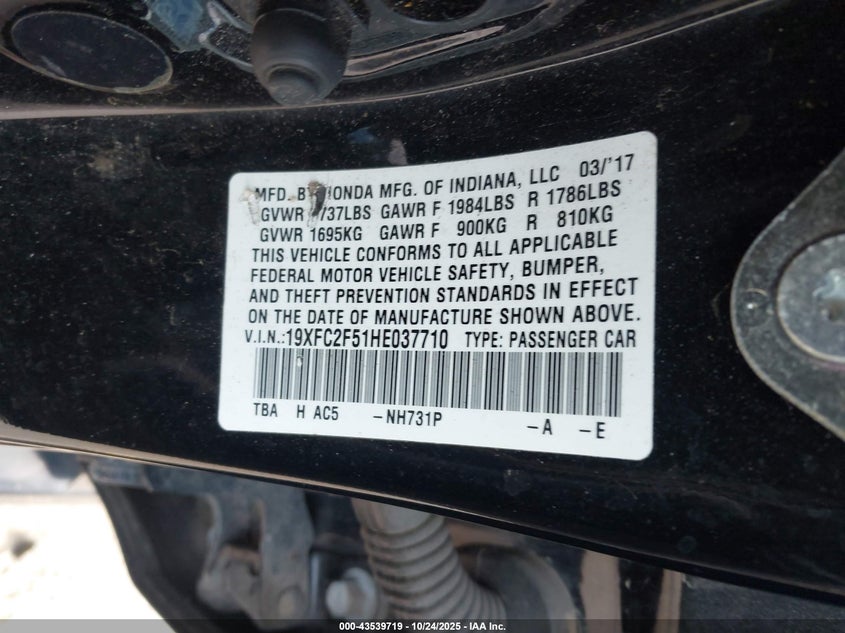 MFD. BY HONDA MFG. OF INDIANA, LLC 03/'17
GVWR 3737LBS GAWR F 1984LBS R 1786LBS
GVWR 1695KG GAWR F 900KG R 810KG
THIS VEHICLE CONFORMS TO ALL APPLICABLE
FEDERAL MOTOR VEHICLE SAFETY, BUMPER,
AND THEFT PREVENTION STANDARDS IN EFFECT
ON THE DATE OF MANUFACTURE SHOWN ABOVE.
V.I.N.:19XFC2F51HE037710 TYPE: PASSENGER CAR
TBA H AC5 -NH731P -A -E
000-43539719 - 10/24/2025 - IAA Inc.